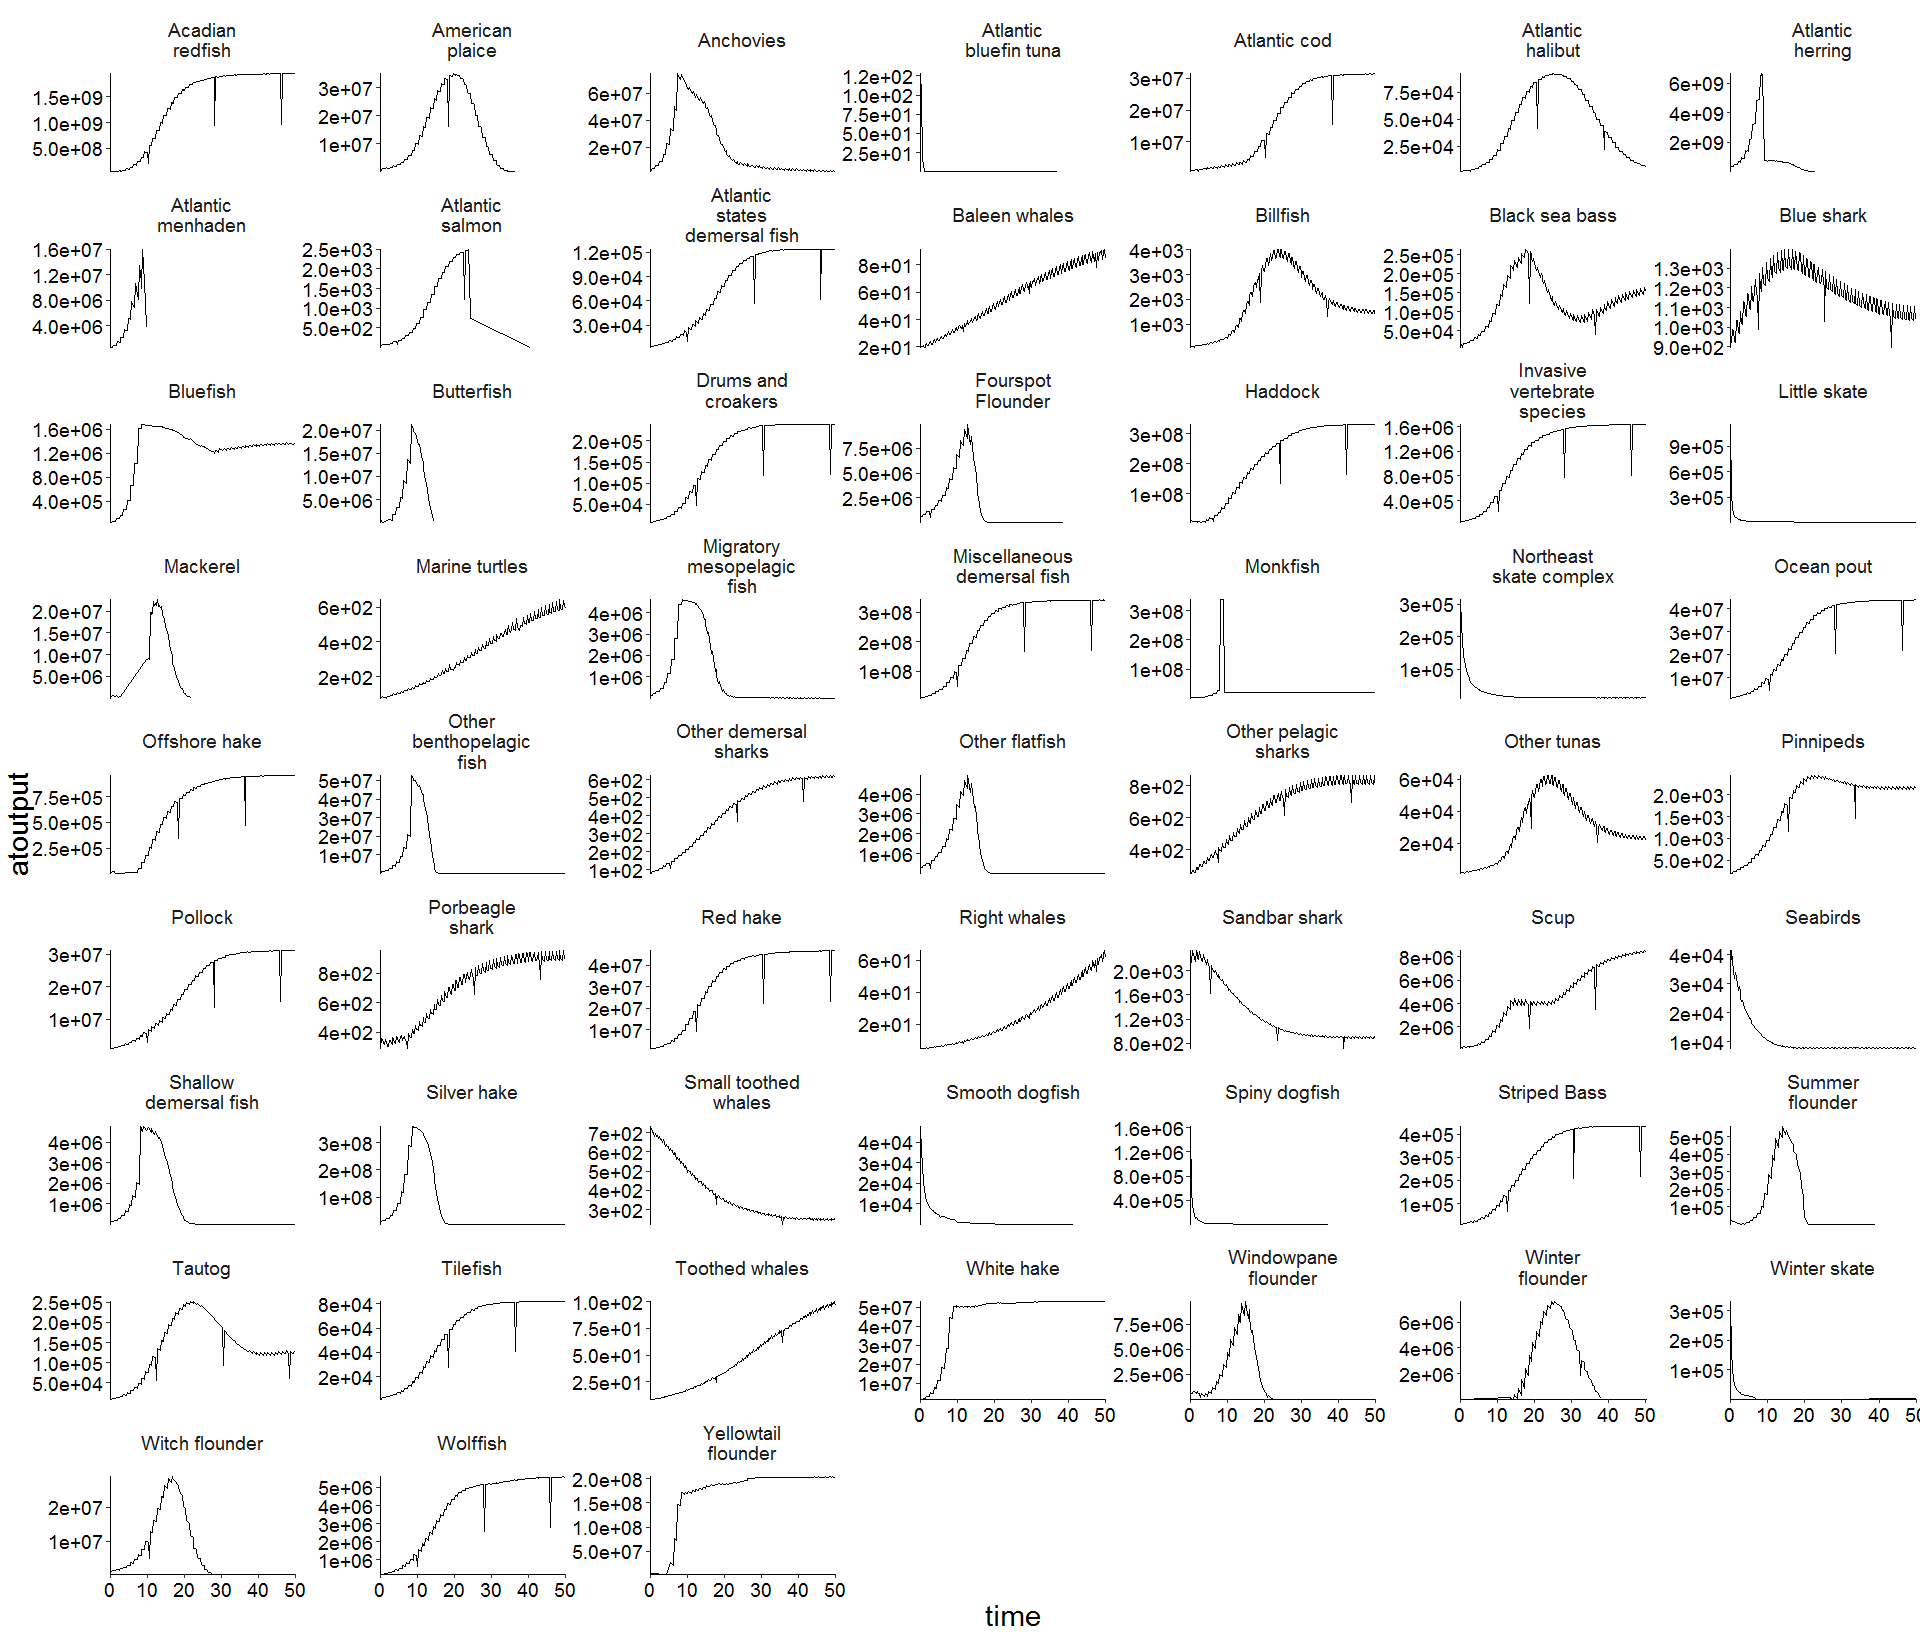 Acadian
redfish
American
plaice
Anchovies
Atlantic
bluefin tuna
Atlantic cod
Atlantic
halibut
Atlantic
herring
1.5e+09
1.0e+09
5.0e+08
3e+07
2e+07
1e+07
6e+07
4e+07
2e+07
1.2e+02
1.0e+02
7.5e+01
5.0e+01
2.5e+01
3e+07
2e+07
1e+07
7.5e+04
5.0e+04
2.5e+04
6e+09
4e+09
2e+09
Atlantic
menhaden
Atlantic
salmon
Atlantic
states
demersal fish
Baleen whales
Billfish
Black sea bass
Blue shark
1.6e+07
1.2e+07
8.0e+06
4.0e+06
2.5e+03
2.0e+03
1.5e+03
1.0e+03
5.0e+02
1.2e+05
9.0e+04
6.0e+04
3.0e+04
8e+01
6e+01
4e+01
2e+01
4e+03
3e+03
2e+03
1e+03
2.5e+05
2.0e+05
1.5e+05
1.0e+05
5.0e+04
1.3e+03
1.2e+03
1.1e+03
1.0e+03
9.0e+02
Bluefish
Butterfish
Drums and
croakers
Fourspot
Flounder
Haddock
Invasive
vertebrate
species
Little skate
1.6e+06
1.2e+06
8.0e+05
4.0e+05
2.0e+07
1.5e+07
1.0e+07
5.0e+06
2.0e+05
1.5e+05
1.0e+05
5.0e+04
7.5e+06
5.0e+06
2.5e+06
3e+08
2e+08
1e+08
1.6e+06
1.2e+06
8.0e+05
4.0e+05
9e+05
6e+05
3e+05
Mackerel
Marine turtles
Migratory
mesopelagic
fish
Miscellaneous
demersal fish
Monkfish
Northeast
skate complex
Ocean pout
2.0e+07
1.5e+07
1.0e+07
5.0e+06
6e+02
4e+02
2e+02
4e+06
3e+06
2e+06
1e+06
3e+08
2e+08
1e+08
3e+08
2e+08
1e+08
3e+05
2e+05
1e+05
4e+07
3e+07
2e+07
1e+07
Offshore hake
Other
benthopelagic
fish
Other demersal
sharks
Other flatfish
Other pelagic
sharks
Other tunas
Pinnipeds
7.5e+05
5.0e+05
2.5e+05
5e+07
4e+07
3e+07
2e+07
1e+07
6e+02
5e+02
4e+02
3e+02
2e+02
1e+02
4e+06
3e+06
2e+06
1e+06
8e+02
6e+02
4e+02
6e+04
4e+04
2e+04
2.0e+03
1.5e+03
1.0e+03
5.0e+02
atoutput
Pollock
Porbeagle
shark
Red hake
Right whales
Sandbar shark
Scup
Seabirds
3e+07
2e+07
1e+07
8e+02
6e+02
4e+02
4e+07
3e+07
2e+07
1e+07
6e+01
4e+01
2e+01
2.0e+03
1.6e+03
1.2e+03
8.0e+02
8e+06
6e+06
4e+06
2e+06
4e+04
3e+04
2e+04
1e+04
Shallow
demersal fish
Silver hake
Small toothed
whales
Smooth dogfish
Spiny dogfish
Striped Bass
Summer
flounder
4e+06
3e+06
2e+06
1e+06
3e+08
2e+08
1e+08
7e+02
6e+02
5e+02
4e+02
3e+02
4e+04
3e+04
2e+04
1e+04
1.6e+06
1.2e+06
8.0e+05
4.0e+05
4e+05
3e+05
2e+05
1e+05
5e+05
4e+05
3e+05
2e+05
1e+05
Tautog
Tilefish
Toothed whales
White hake
Windowpane
flounder
Winter
flounder
Winter skate
2.5e+05
2.0e+05
1.5e+05
1.0e+05
5.0e+04
8e+04
6e+04
4e+04
2e+04
1.0e+02
7.5e+01
5.0e+01
2.5e+01
5e+07
4e+07
3e+07
2e+07
1e+07
7.5e+06
5.0e+06
2.5e+06
6e+06
4e+06
2e+06
3e+05
2e+05
1e+05
0 10 20 30 40 50
0 10 20 30 40 50
0 10 20 30 40 50
0 10 20 30 40 50
Witch flounder
Wolffish
Yellowtail
flounder
2e+07
1e+07
5e+06
4e+06
3e+06
2e+06
1e+06
2.0e+08
1.5e+08
1.0e+08
5.0e+07
0 10 20 30 40 50
0 10 20 30 40 50
0 10 20 30 40 50
time